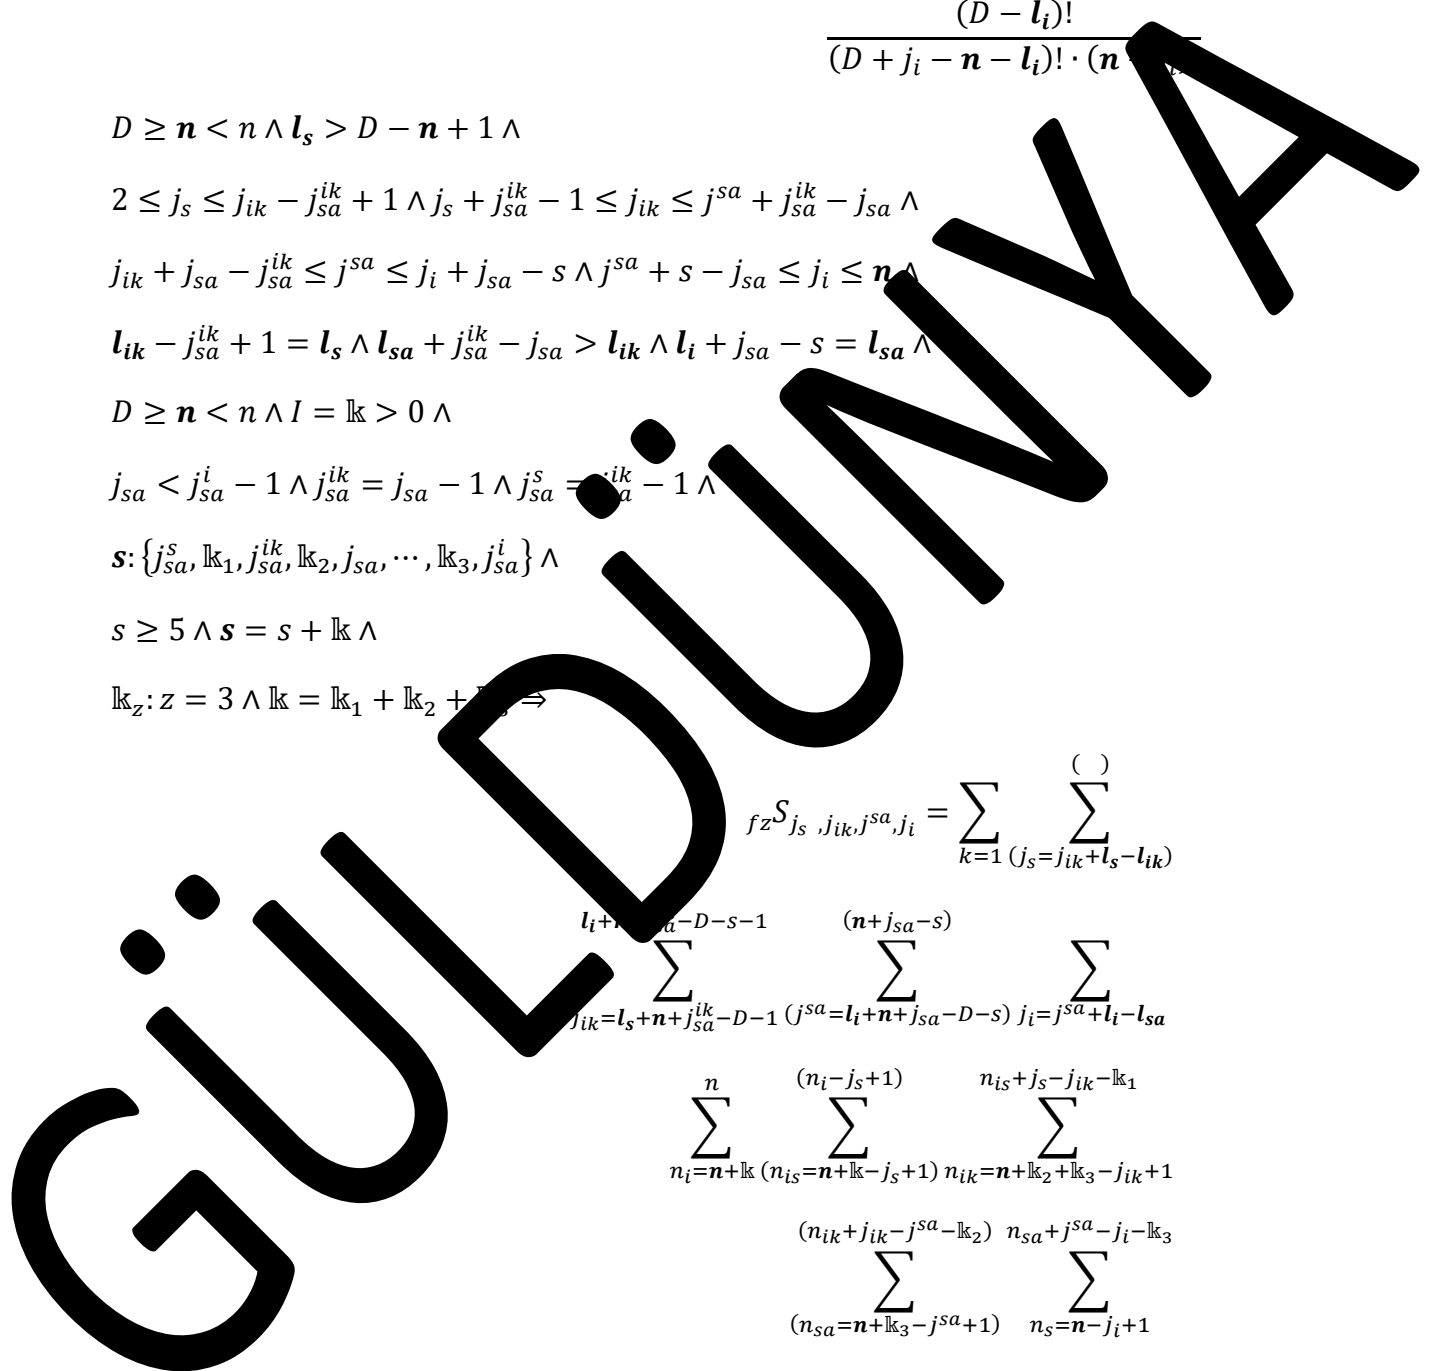 (D − l_i)!
(D + j_i − n − l_i)! · (n
D ≥ n < n ∧ l_s > D − n + 1 ∧
2 ≤ j_s ≤ j_ik − j_sa^ik + 1 ∧ j_s + j_sa^ik − 1 ≤ j_ik ≤ j^sa + j_sa^ik − j_sa ∧
j_ik + j_sa − j_sa^ik ≤ j^sa ≤ j_i + j_sa − s ∧ j^sa + s − j_sa ≤ j_i ≤ n ∧
l_ik − j_sa^ik + 1 = l_s ∧ l_sa + j_sa^ik − j_sa > l_ik ∧ l_i + j_sa − s = l_sa ∧
D ≥ n < n ∧ I = 𝕜 > 0 ∧
j_sa < j_sa^i − 1 ∧ j_sa^ik = j_sa − 1 ∧ j_sa^s = − 1 ∧
s: {j_sa^s, 𝕜_1, j_sa^ik, 𝕜_2, j_sa, ⋯ , 𝕜_3, j_sa^i} ∧
s ≥ 5 ∧ s = s + 𝕜 ∧
𝕜_z: z = 3 ∧ 𝕜 = 𝕜_1 + 𝕜_2 + ⇒
( )
_fz S_{j_s ,j_ik,j^sa,j_i} = ∑ ∑
k=1 (j_s=j_ik+l_s−l_ik)
l_i+ −D−s−1 (n+j_sa−s)
∑ ∑ ∑
j_ik=l_s+n+j_sa^ik−D−1 (j^sa=l_i+n+j_sa−D−s) j_i=j^sa+l_i−l_sa
n (n_i−j_s+1) n_is+j_s−j_ik−𝕜_1
∑ ∑ ∑
n_i=n+𝕜 (n_is=n+𝕜−j_s+1) n_ik=n+𝕜_2+𝕜_3−j_ik+1
(n_ik+j_ik−j^sa−𝕜_2) n_sa+j^sa−j_i−𝕜_3
∑ ∑
(n_sa=n+𝕜_3−j^sa+1) n_s=n−j_i+1
GÜLDÜNYA